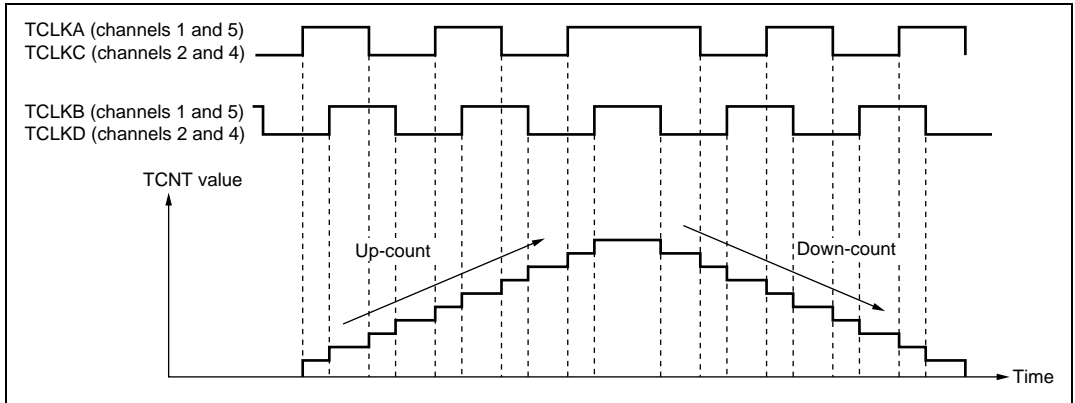 TCLKA (channels 1 and 5)
TCLKC (channels 2 and 4)
TCLKB (channels 1 and 5)
TCLKD (channels 2 and 4)
TCNT value
Up-count
Down-count
Time